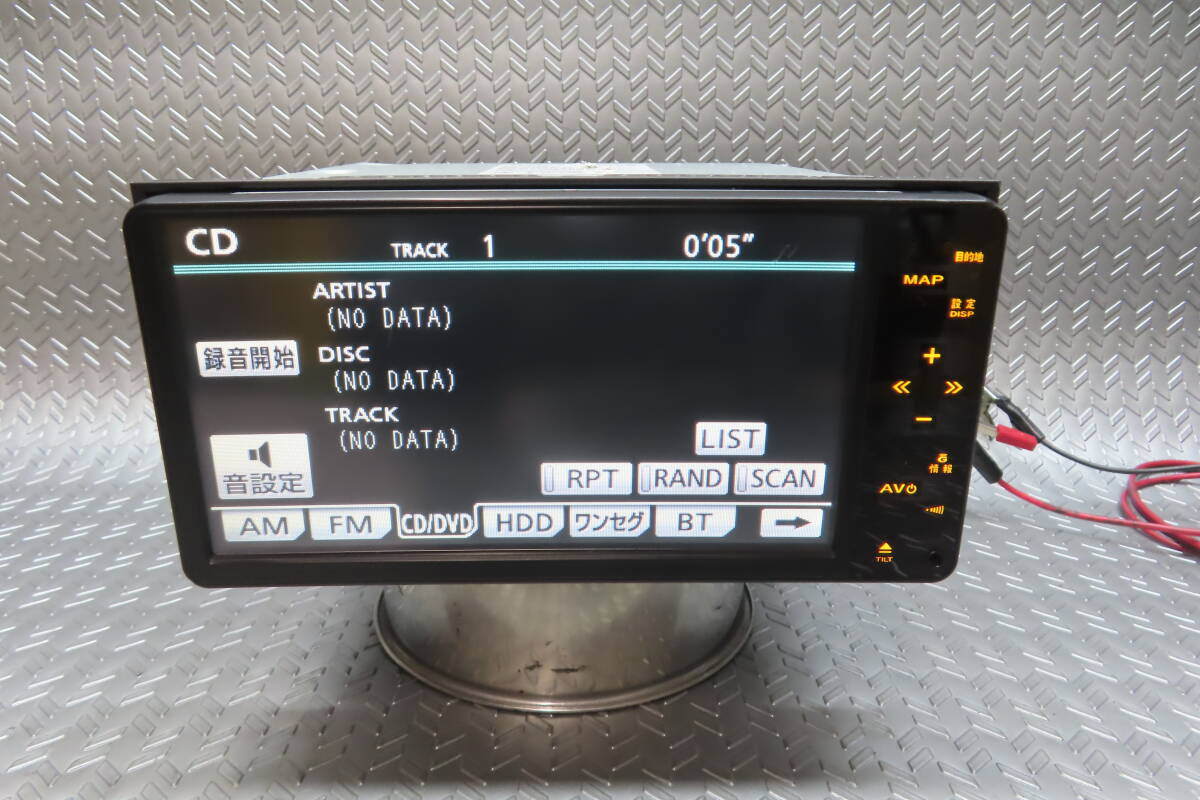 CD TRACK 1 0'05"
ARTIST
(NO DATA)
録音開始
DISC
(NO DATA)
TRACK
(NO DATA)
LIST
音設定
RPT RAND SCAN
AM FM CD/DVD HDD ワンセグ BT
目的地
MAP
設定
DISP
+
−
情報
AV
TILT